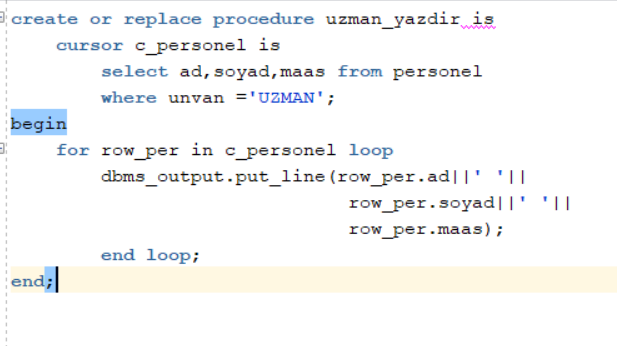 create or replace procedure uzman_yazdir is
cursor c_personel is
select ad,soyad,maas from personel
where unvan ='UZMAN';
begin
for row_per in c_personel loop
dbms_output.put_line(row_per.ad||' '||
row_per.soyad||' '||
row_per.maas);
end loop;
end;